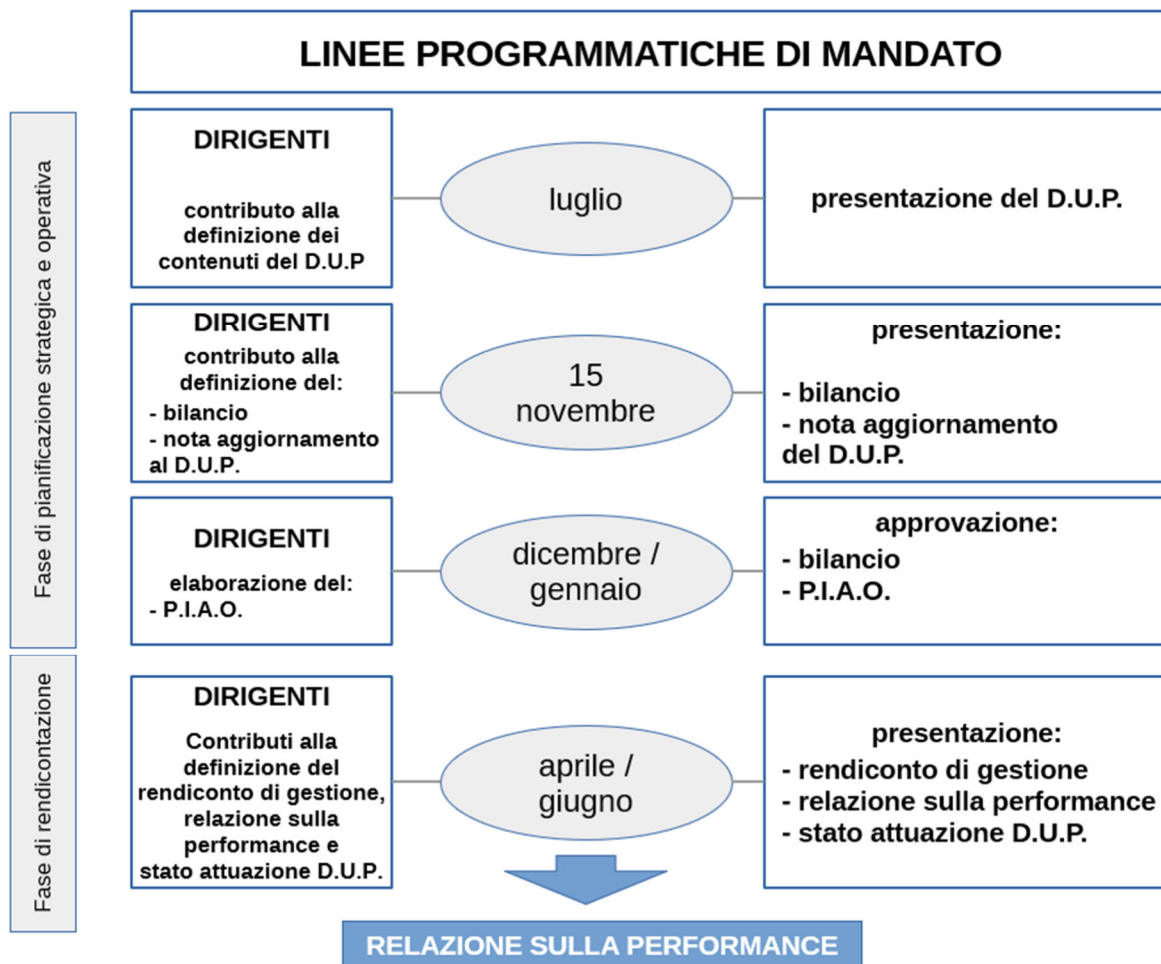 LINEE PROGRAMMATICHE DI MANDATO
Fase di pianificazione strategica e operativa
DIRIGENTI
contributo alla
definizione dei
contenuti del D.U.P
luglio
presentazione del D.U.P.
DIRIGENTI
contributo alla
definizione del:
- bilancio
- nota aggiornamento
al D.U.P.
15
novembre
presentazione:
- bilancio
- nota aggiornamento
del D.U.P.
DIRIGENTI
elaborazione del:
- P.I.A.O.
dicembre /
gennaio
approvazione:
- bilancio
- P.I.A.O.
Fase di rendicontazione
DIRIGENTI
Contributi alla
definizione del
rendiconto di gestione,
relazione sulla
performance e
stato attuazione D.U.P.
aprile /
giugno
presentazione:
- rendiconto di gestione
- relazione sulla performance
- stato attuazione D.U.P.
RELAZIONE SULLA PERFORMANCE